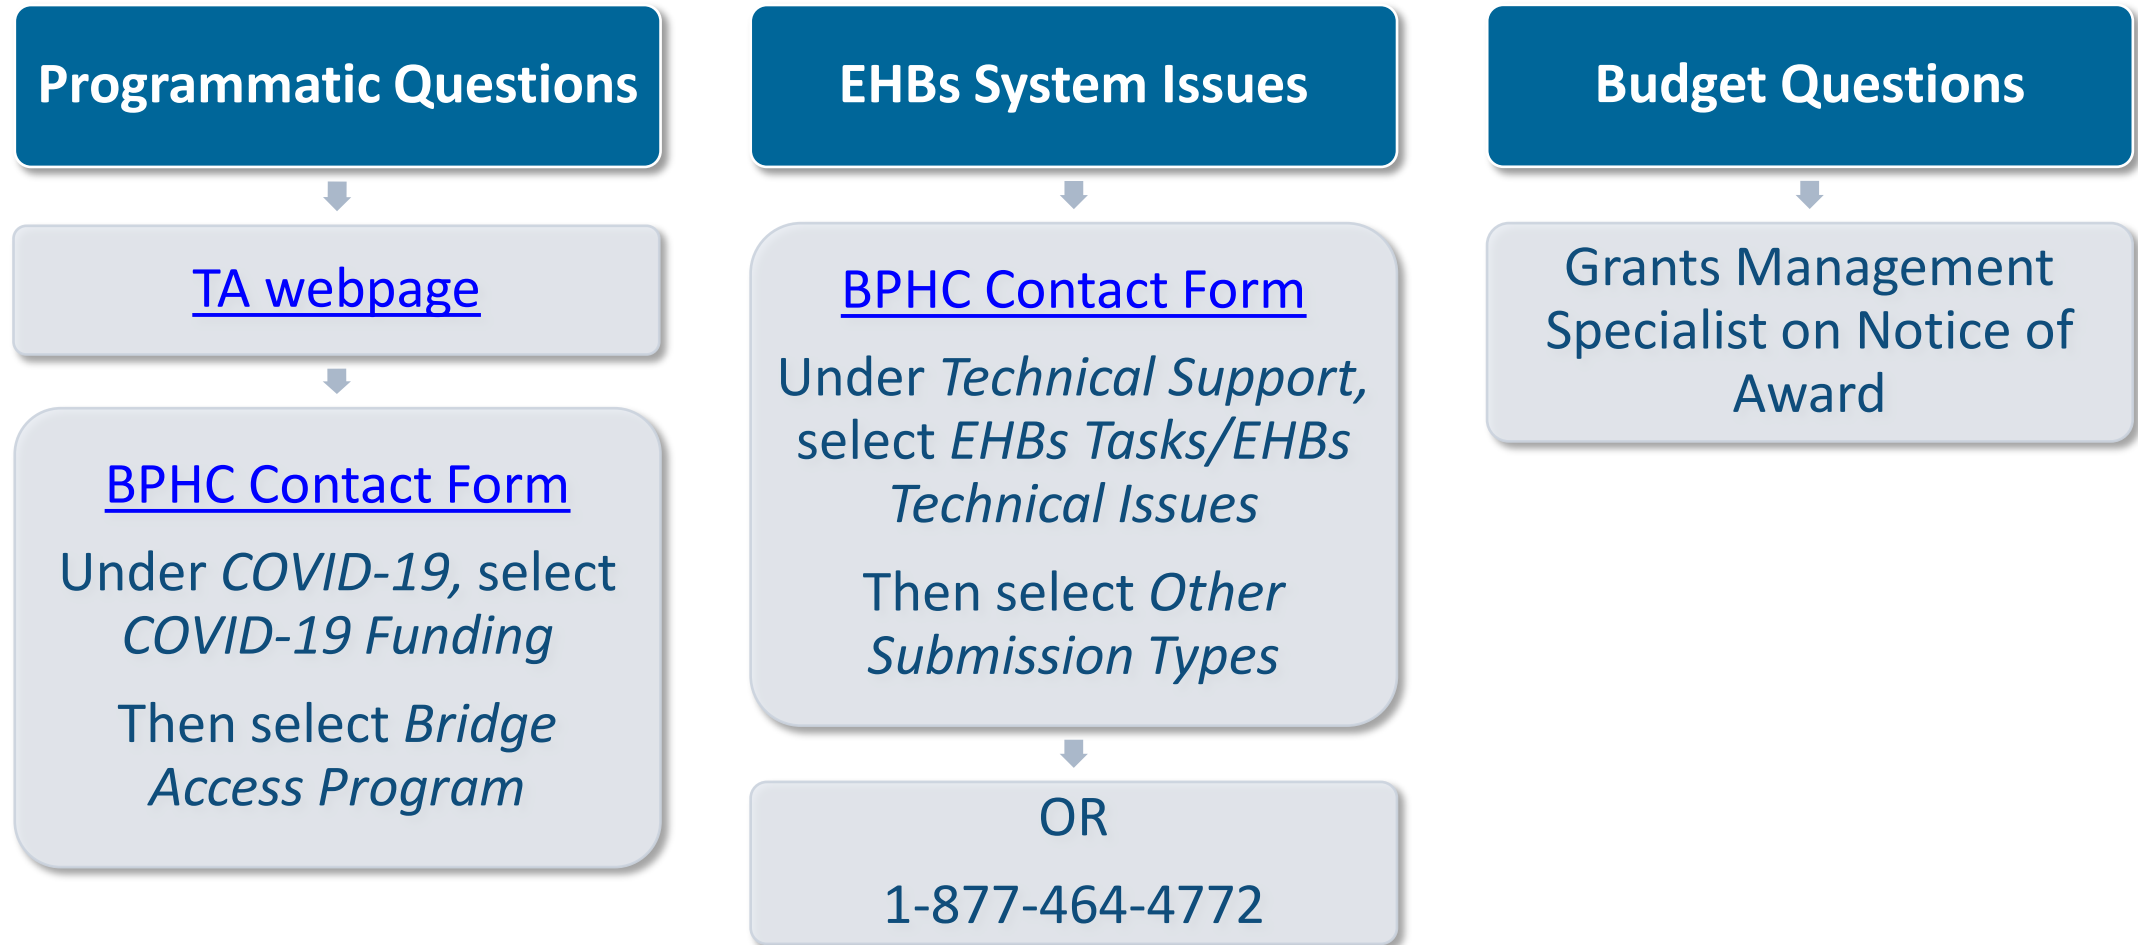 Programmatic Questions
TA webpage
BPHC Contact Form
Under COVID-19, select
COVID-19 Funding
Then select Bridge
Access Program
EHBs System Issues
BPHC Contact Form
Under Technical Support,
select EHBs Tasks/EHBs
Technical Issues
Then select Other
Submission Types
OR
1-877-464-4772
Budget Questions
Grants Management
Specialist on Notice of
Award